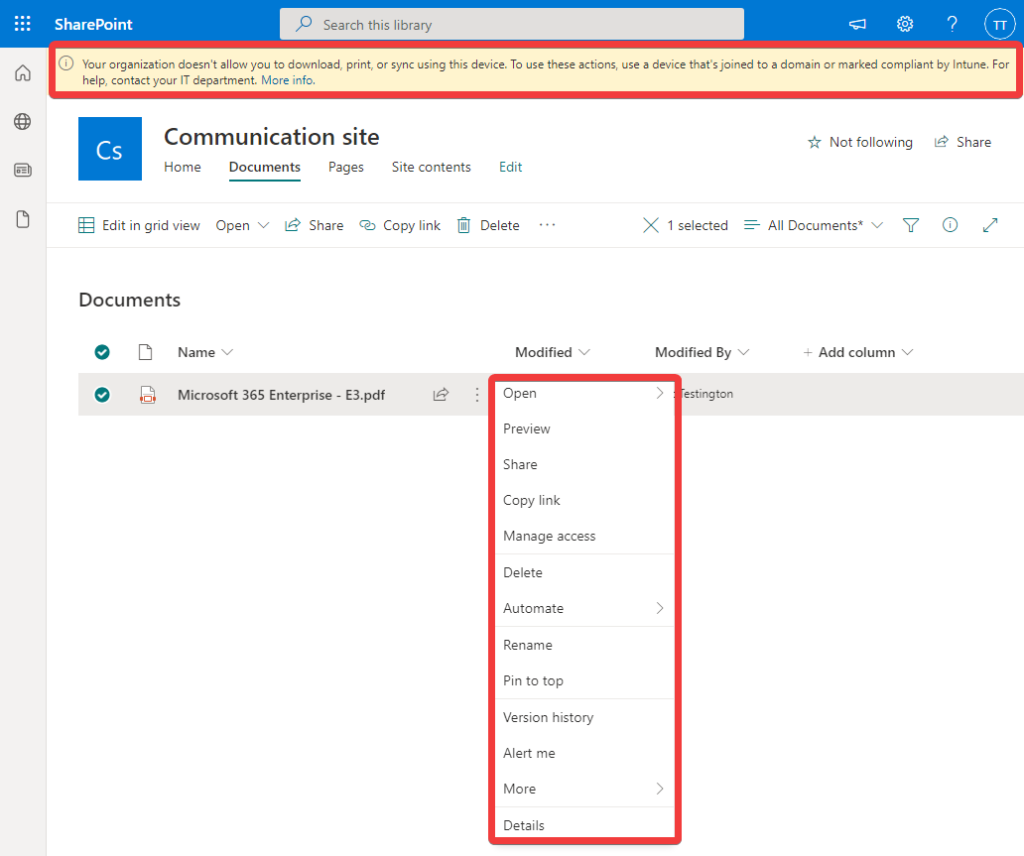 SharePoint
Search this library
?
TT
Your organization doesn't allow you to download, print, or sync using this device. To use these actions, use a device that's joined to a domain or marked compliant by Intune. For
help, contact your IT department. More info.
Cs
Communication site
Not following
Share
Home Documents Pages Site contents Edit
Edit in grid view Open Share Copy link Delete ··· 1 selected All Documents*
Documents
Name Modified Modified By + Add column
Microsoft 365 Enterprise - E3.pdf
Testington
Open
Preview
Share
Copy link
Manage access
Delete
Automate
Rename
Pin to top
Version history
Alert me
More
Details